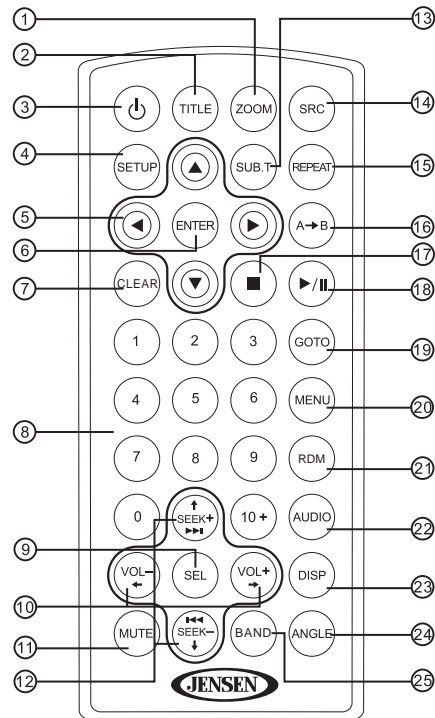 1
13
2
3
TITLE
ZOOM
SRC
14
4
SETUP
SUB.T
REPEAT
15
5
ENTER
A→B
16
6
17
7
CLEAR
18
1
2
3
GOTO
19
4
5
6
MENU
20
8
7
8
9
RDM
21
0
SEEK+
10+
AUDIO
22
9
VOL-
SEL
VOL+
DISP
23
10
11
MUTE
SEEK-
BAND
ANGLE
24
12
25
JENSEN